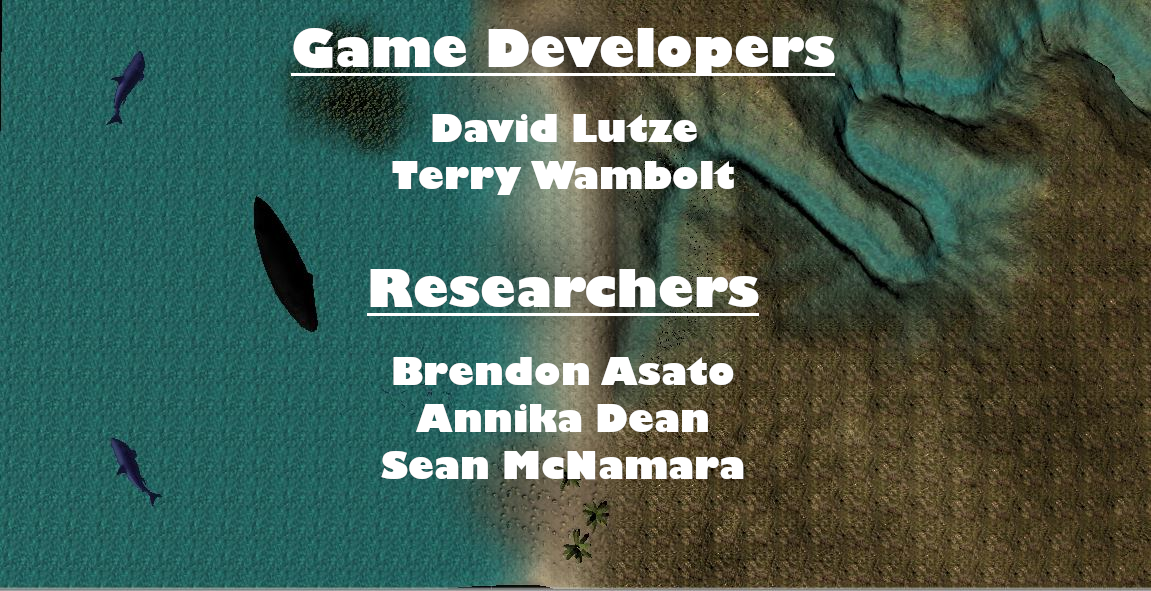 Game Developers
David Lutze
Terry Wambolt
Researchers
Brendon Asato
Annika Dean
Sean McNamara